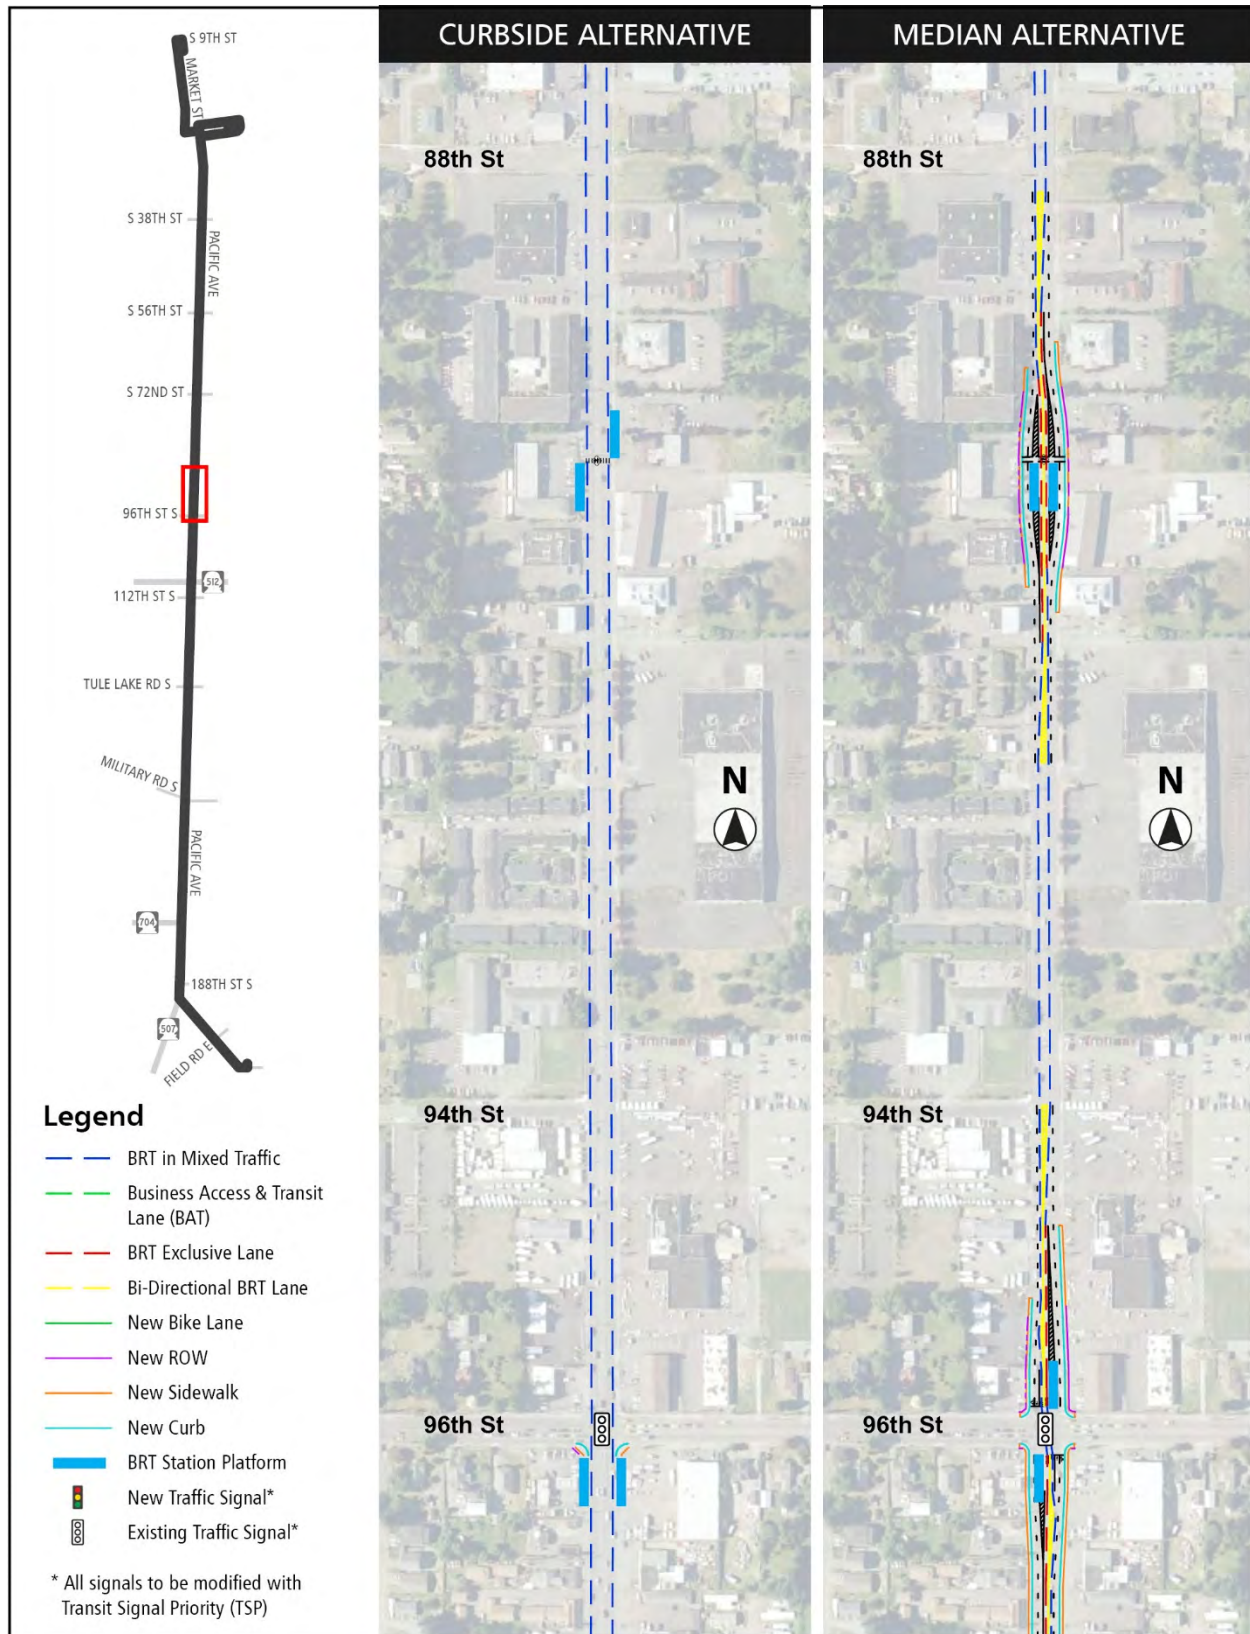 S 9TH ST
MARKET ST
S 38TH ST
PACIFIC AVE
S 56TH ST
S 72ND ST
96TH ST S
512
112TH ST S
TULE LAKE RD S
MILITARY RD S
PACIFIC AVE
704
188TH ST S
507
FIELD RD E
Legend
BRT in Mixed Traffic
Business Access & Transit
Lane (BAT)
BRT Exclusive Lane
Bi-Directional BRT Lane
New Bike Lane
New ROW
New Sidewalk
New Curb
BRT Station Platform
New Traffic Signal*
Existing Traffic Signal*
* All signals to be modified with
Transit Signal Priority (TSP)
CURBSIDE ALTERNATIVE
88th St
N
94th St
96th St
MEDIAN ALTERNATIVE
88th St
N
94th St
96th St